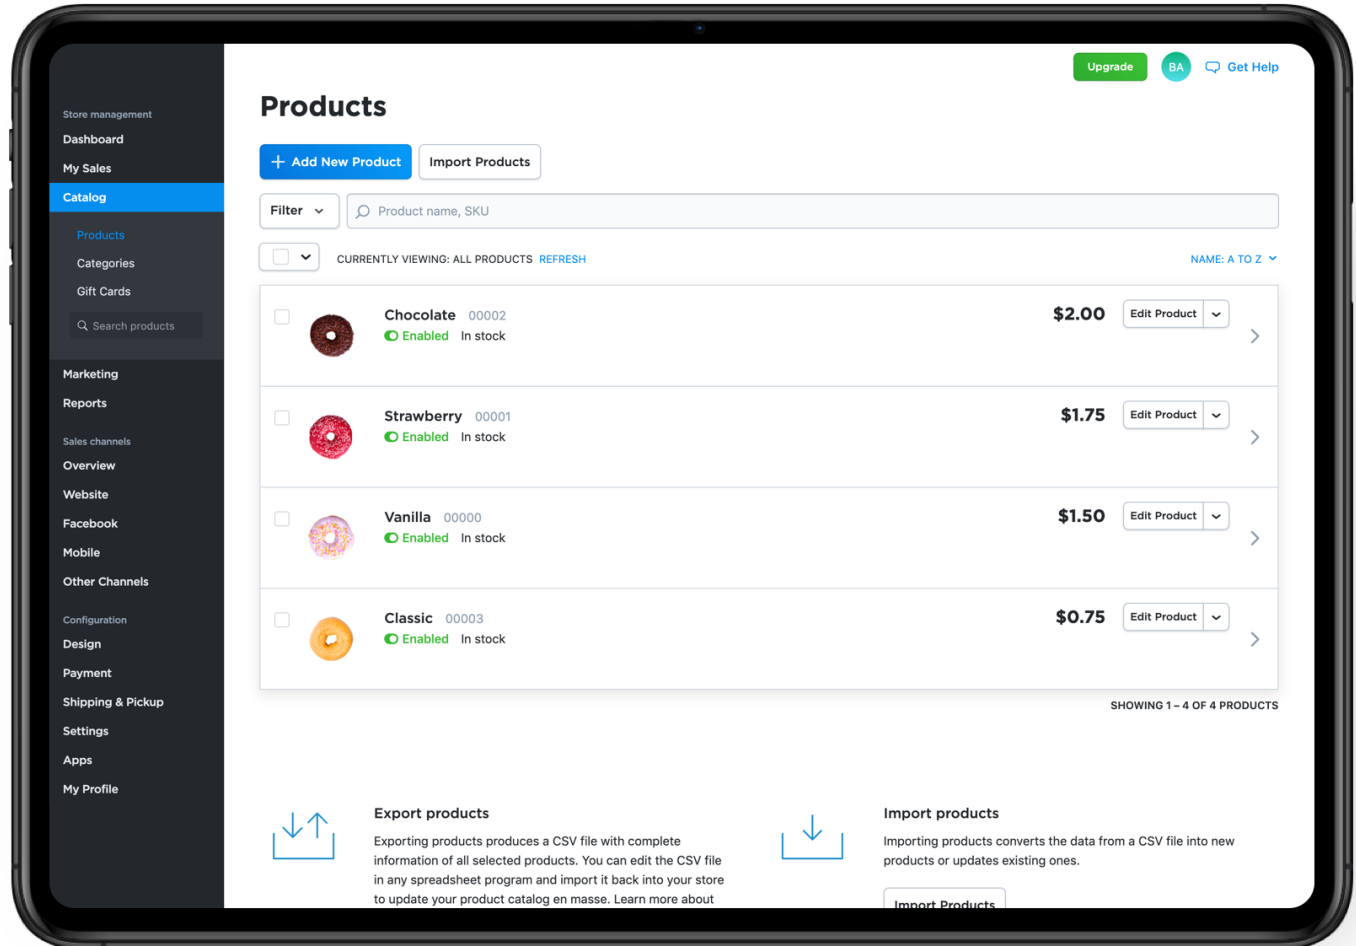 Upgrade
BA
Get Help
Store management
Dashboard
My Sales
Catalog
Products
Categories
Gift Cards
Search products
Marketing
Reports
Sales channels
Overview
Website
Facebook
Mobile
Other Channels
Configuration
Design
Payment
Shipping & Pickup
Settings
Apps
My Profile
Products
+ Add New Product
Import Products
Filter
Product name, SKU
CURRENTLY VIEWING: ALL PRODUCTS REFRESH
NAME: A TO Z
Chocolate 00002
$2.00
Edit Product
Enabled In stock
Strawberry 00001
$1.75
Edit Product
Enabled In stock
Vanilla 00000
$1.50
Edit Product
Enabled In stock
Classic 00003
$0.75
Edit Product
Enabled In stock
SHOWING 1 – 4 OF 4 PRODUCTS
Export products
Exporting products produces a CSV file with complete
information of all selected products. You can edit the CSV file
in any spreadsheet program and import it back into your store
to update your product catalog en masse. Learn more about
Import products
Importing products converts the data from a CSV file into new
products or updates existing ones.
Import Products